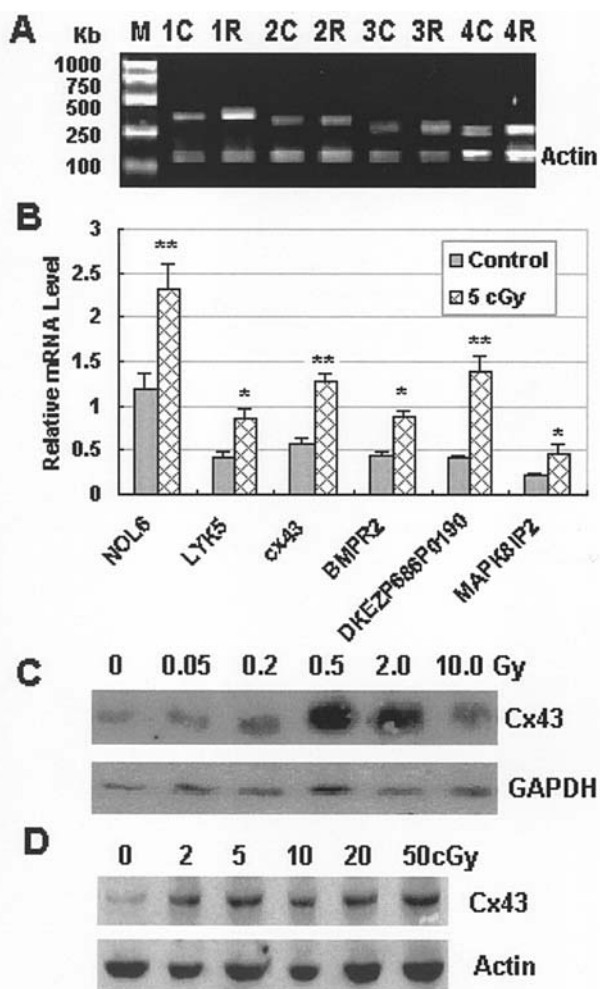 A Kb M 1C 1R 2C 2R 3C 3R 4C 4R
1000
750
500
250
100
Actin
B
Relative mRNA Level
3
2.5
2
1.5
1
0.5
0
Control
5 cGy
**
*
**
*
**
*
NOL6
LYK5
cx43
BMPR2
DKEZP686P0190
MAPK8IP2
C 0 0.05 0.2 0.5 2.0 10.0 Gy
Cx43
GAPDH
D 0 2 5 10 20 50cGy
Cx43
Actin